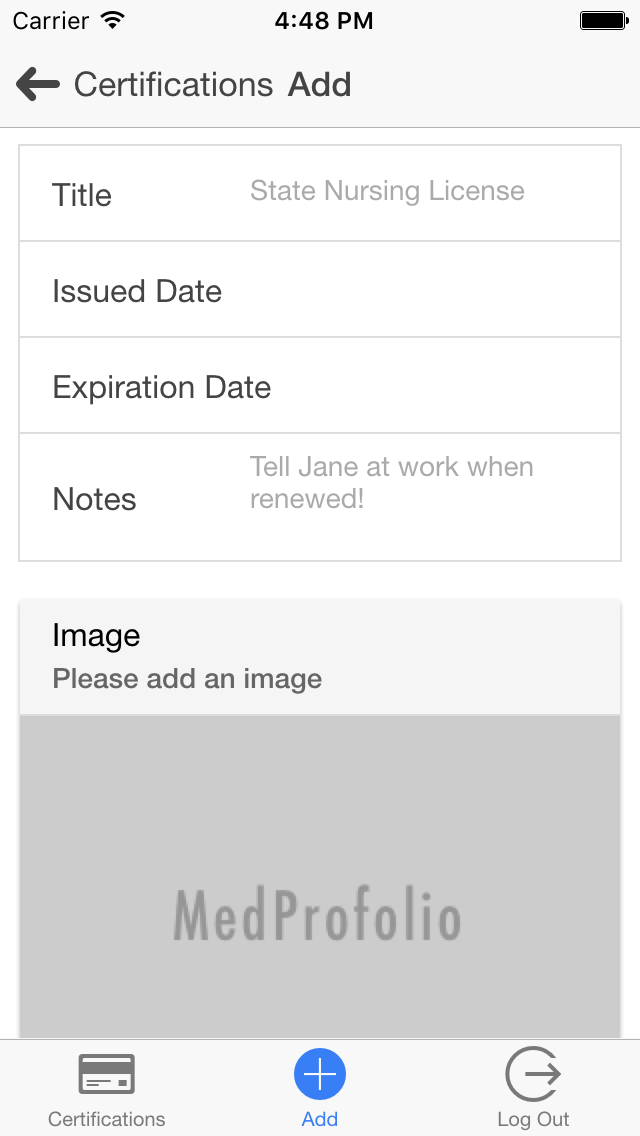 Carrier 4:48 PM
Certifications Add
Title State Nursing License
Issued Date
Expiration Date
Notes Tell Jane at work when
renewed!
Image
Please add an image
MedProfolio
Certifications Add Log Out